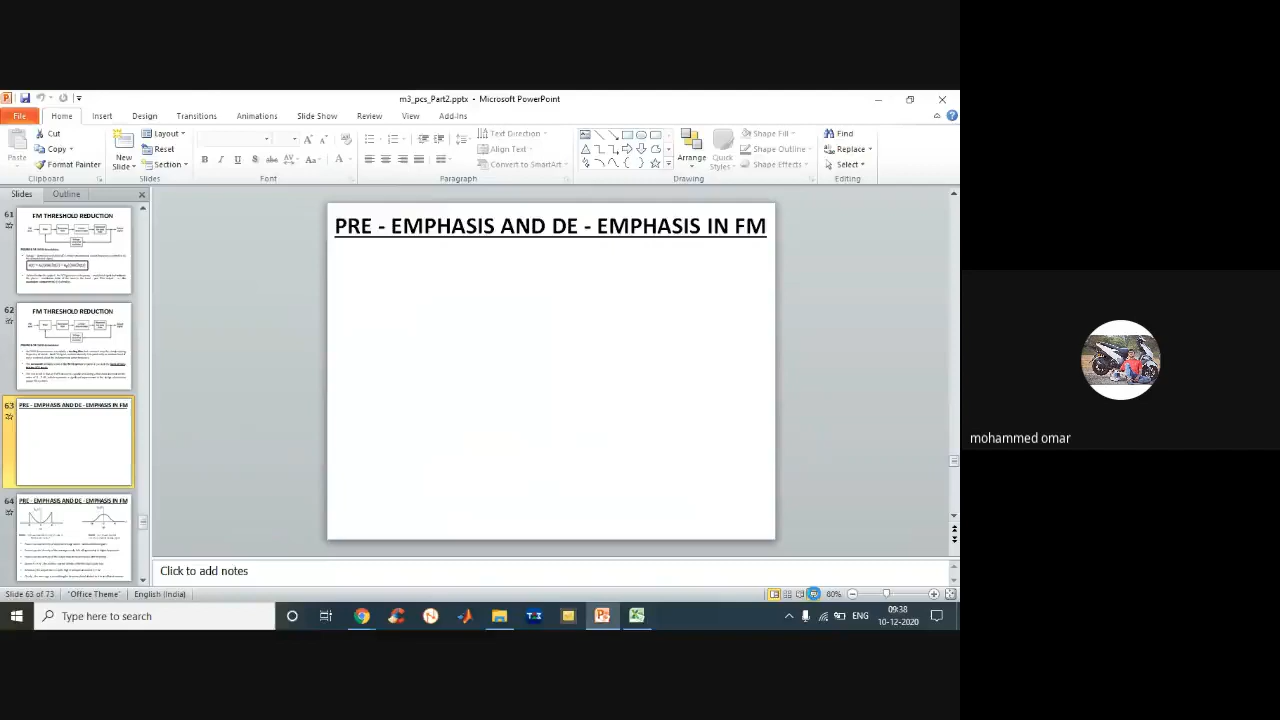 m3_pcs_Part2.pptx - Microsoft PowerPoint
File Home Insert Design Transitions Animations Slide Show Review View Add-Ins
Paste
Cut
Copy
Format Painter
Clipboard
New Slide
Layout
Reset
Section
Slides
Font
Text Direction
Align Text
Convert to SmartArt
Paragraph
Arrange
Quick Styles
Shape Fill
Shape Outline
Shape Effects
Drawing
Find
Replace
Select
Editing
Slides Outline
61
FM THRESHOLD REDUCTION
62
FM THRESHOLD REDUCTION
63
PRE - EMPHASIS AND DE - EMPHASIS IN FM
64
PRE - EMPHASIS AND DE - EMPHASIS IN FM
PRE - EMPHASIS AND DE - EMPHASIS IN FM
Click to add notes
Slide 63 of 73 "Office Theme" English (India) 80%
Type here to search
ENG
09:38
10-12-2020
mohammed omar